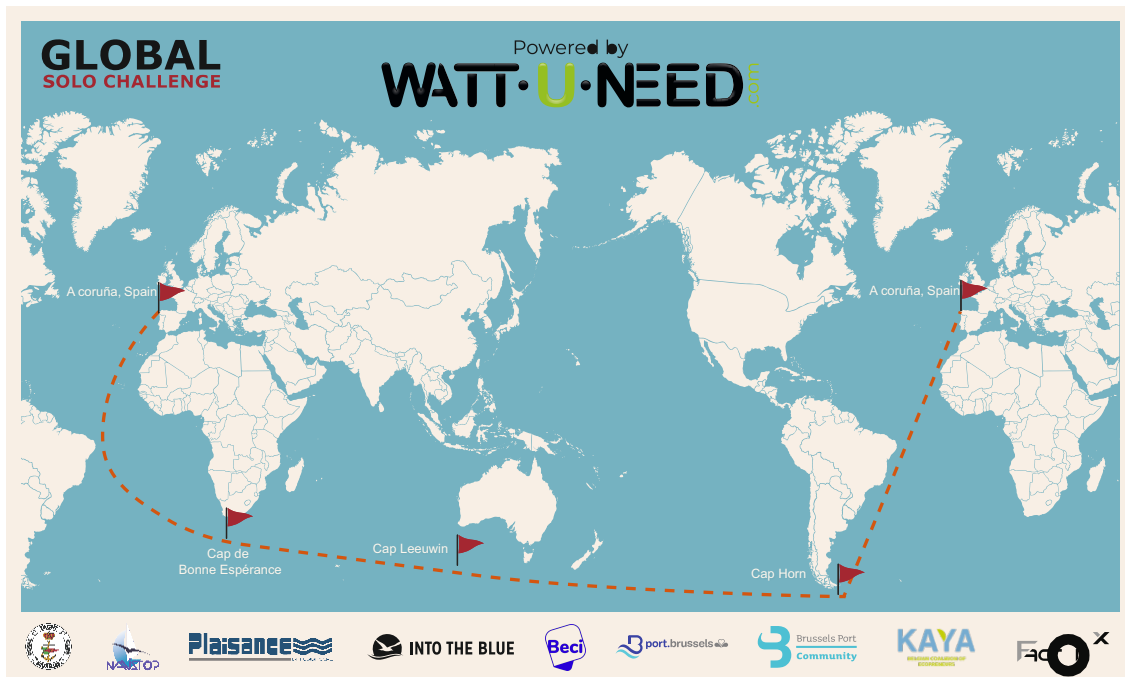 GLOBAL
SOLO CHALLENGE
Powered by
WATT·U·NEED
.com
A coruña, Spain
A coruña, Spain
Cap de
Bonne Espérance
Cap Leeuwin
Cap Horn
Plaisance
INTO THE BLUE
Beci
port.brussels
Brussels Port
Community
KAYA